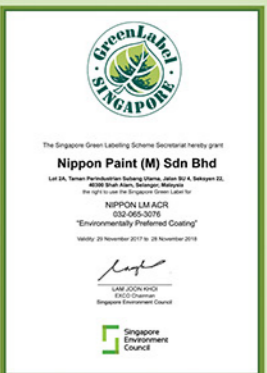 GreenLabel
SINGAPORE
The Singapore Green Labelling Scheme Secretariat hereby grant
Nippon Paint (M) Sdn Bhd
Lot 2A, Taman Perindustrian Subang Utama, Jalan SU 4, Seksyen 22,
40300 Shah Alam, Selangor, Malaysia
the right to use the Singapore Green Label for
NIPPON LM ACR
032-065-3076
"Environmentally Preferred Coating"
Validity: 29 November 2017 to 28 November 2018
LAM JOON KHOI
EXCO Chairman
Singapore Environment Council
Singapore
Environment
Council